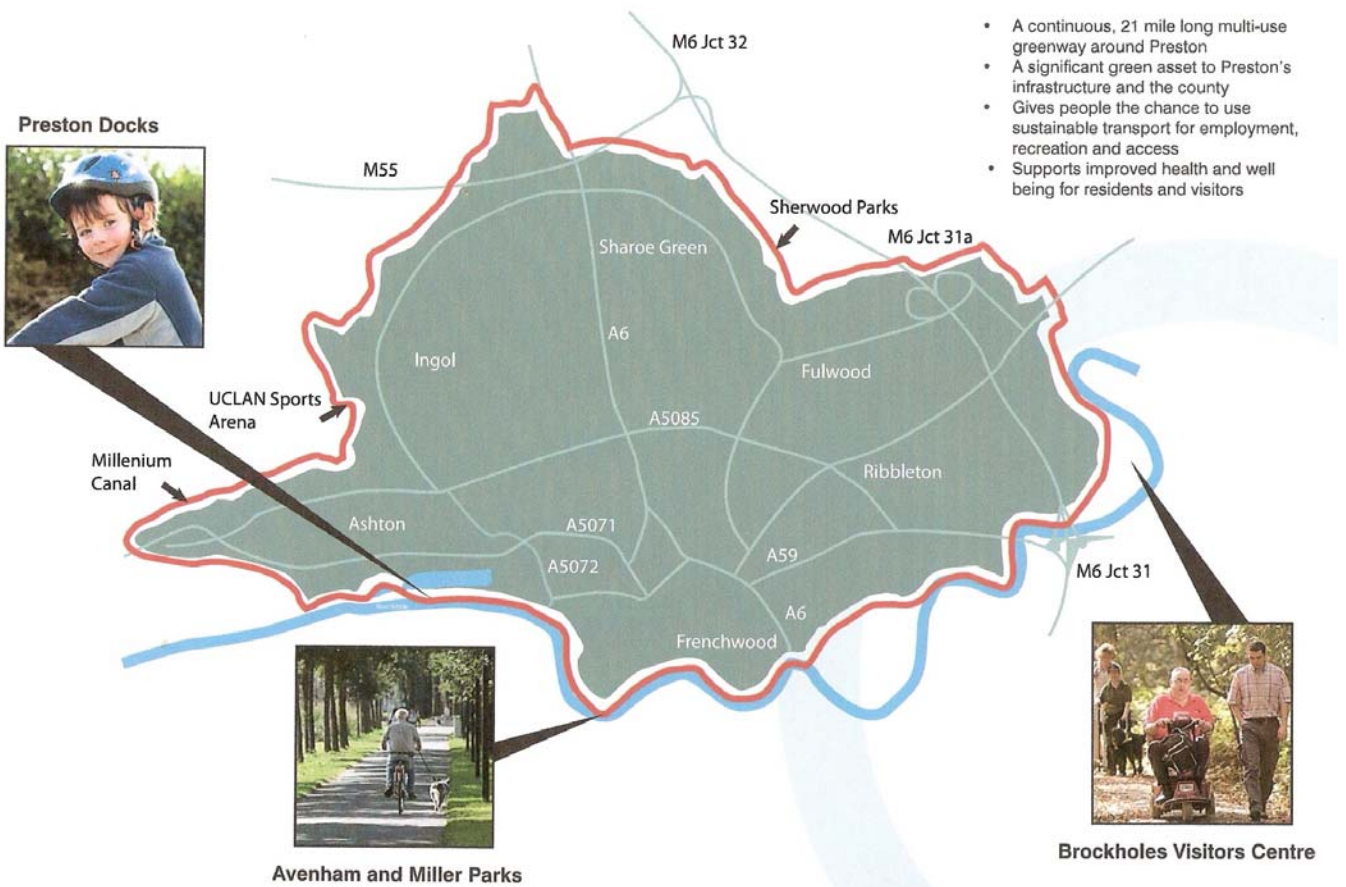 M6 Jct 32
• A continuous, 21 mile long multi-use
greenway around Preston
• A significant green asset to Preston's
infrastructure and the county
• Gives people the chance to use
sustainable transport for employment,
recreation and access
• Supports improved health and well
being for residents and visitors
Preston Docks
M55
Sherwood Parks
M6 Jct 31a
Sharoe Green
A6
Ingol
Fulwood
UCLAN Sports
Arena
A5085
Millenium
Canal
Ribbleton
Ashton
A5071
A59
A5072
M6 Jct 31
A6
Frenchwood
Avenham and Miller Parks
Brockholes Visitors Centre